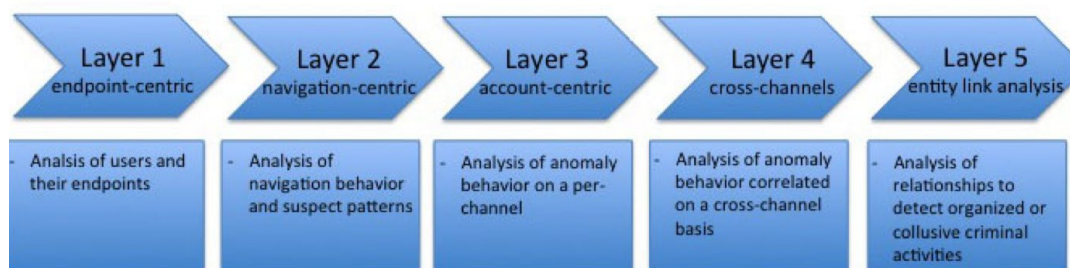 Layer 1
endpoint-centric
Layer 2
navigation-centric
Layer 3
account-centric
Layer 4
cross-channels
Layer 5
entity link analysis
- Analsis of users and
their endpoints
- Analysis of
navigation behavior
and suspect patterns
- Analysis of anomaly
behavior on a per-
channel
- Analysis of anomaly
behavior correlated
on a cross-channel
basis
- Analysis of
relationships to
detect organized or
collusive criminal
activities